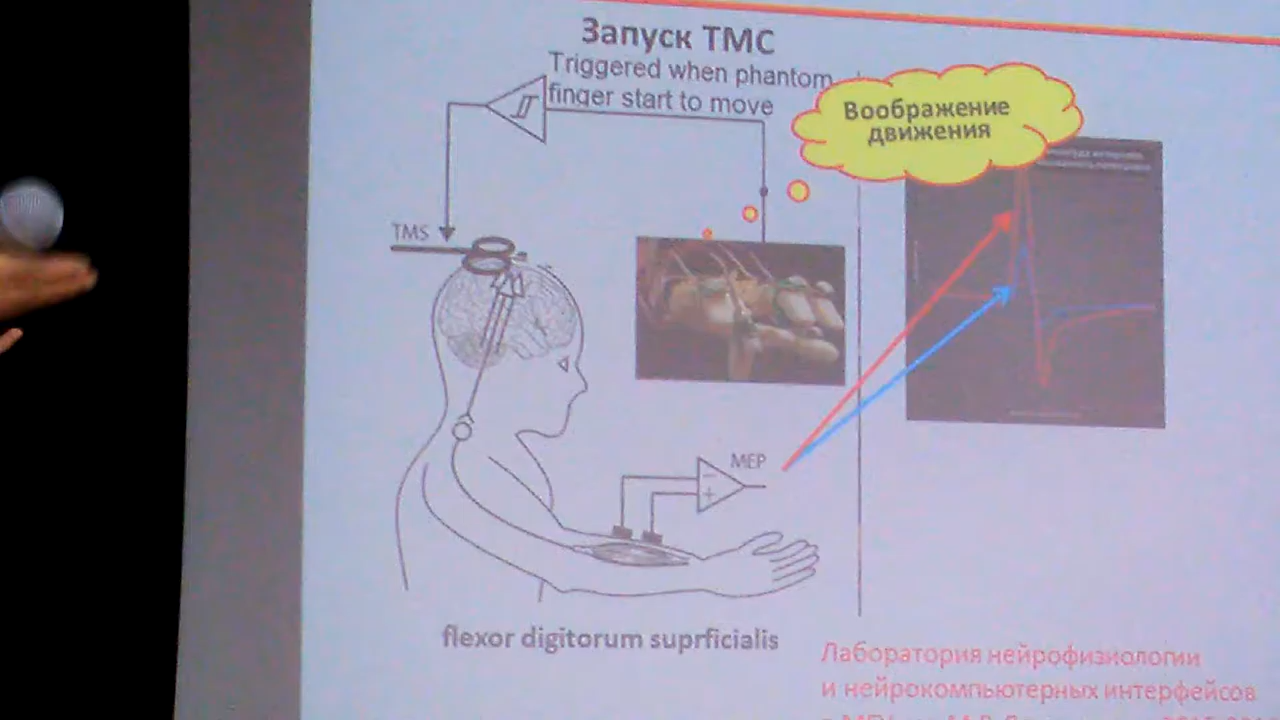 Запуск ТМС
Triggered when phantom
finger start to move
Воображение
движения
TMS
MEP
flexor digitorum suprficialis
Лаборатория нейрофизиологии
и нейрокомпьютерных интерфейсов